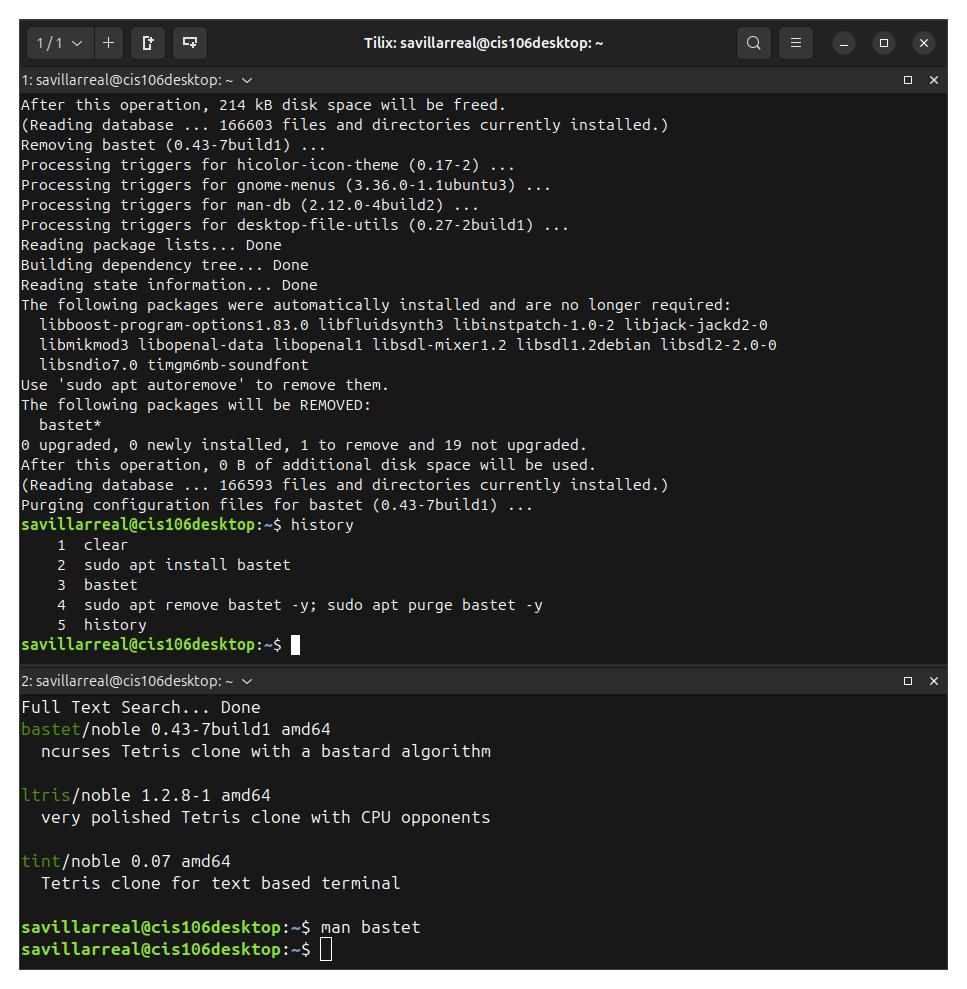 1 / 1
Tilix: savillarreal@cis106desktop: ~
1: savillarreal@cis106desktop: ~
After this operation, 214 kB disk space will be freed.
(Reading database ... 166603 files and directories currently installed.)
Removing bastet (0.43-7build1) ...
Processing triggers for hicolor-icon-theme (0.17-2) ...
Processing triggers for gnome-menus (3.36.0-1.1ubuntu3) ...
Processing triggers for man-db (2.12.0-4build2) ...
Processing triggers for desktop-file-utils (0.27-2build1) ...
Reading package lists... Done
Building dependency tree... Done
Reading state information... Done
The following packages were automatically installed and are no longer required:
  libboost-program-options1.83.0 libfluidsynth3 libinstpatch-1.0-2 libjack-jackd2-0
  libmikmod3 libopenal-data libopenal1 libsdl-mixer1.2 libsdl1.2debian libsdl2-2.0-0
  libsndio7.0 timgm6mb-soundfont
Use 'sudo apt autoremove' to remove them.
The following packages will be REMOVED:
  bastet*
0 upgraded, 0 newly installed, 1 to remove and 19 not upgraded.
After this operation, 0 B of additional disk space will be used.
(Reading database ... 166593 files and directories currently installed.)
Purging configuration files for bastet (0.43-7build1) ...
savillarreal@cis106desktop:~$ history
    1  clear
    2  sudo apt install bastet
    3  bastet
    4  sudo apt remove bastet -y; sudo apt purge bastet -y
    5  history
savillarreal@cis106desktop:~$
2: savillarreal@cis106desktop: ~
Full Text Search... Done
bastet/noble 0.43-7build1 amd64
  ncurses Tetris clone with a bastard algorithm
ltris/noble 1.2.8-1 amd64
  very polished Tetris clone with CPU opponents
tint/noble 0.07 amd64
  Tetris clone for text based terminal
savillarreal@cis106desktop:~$ man bastet
savillarreal@cis106desktop:~$